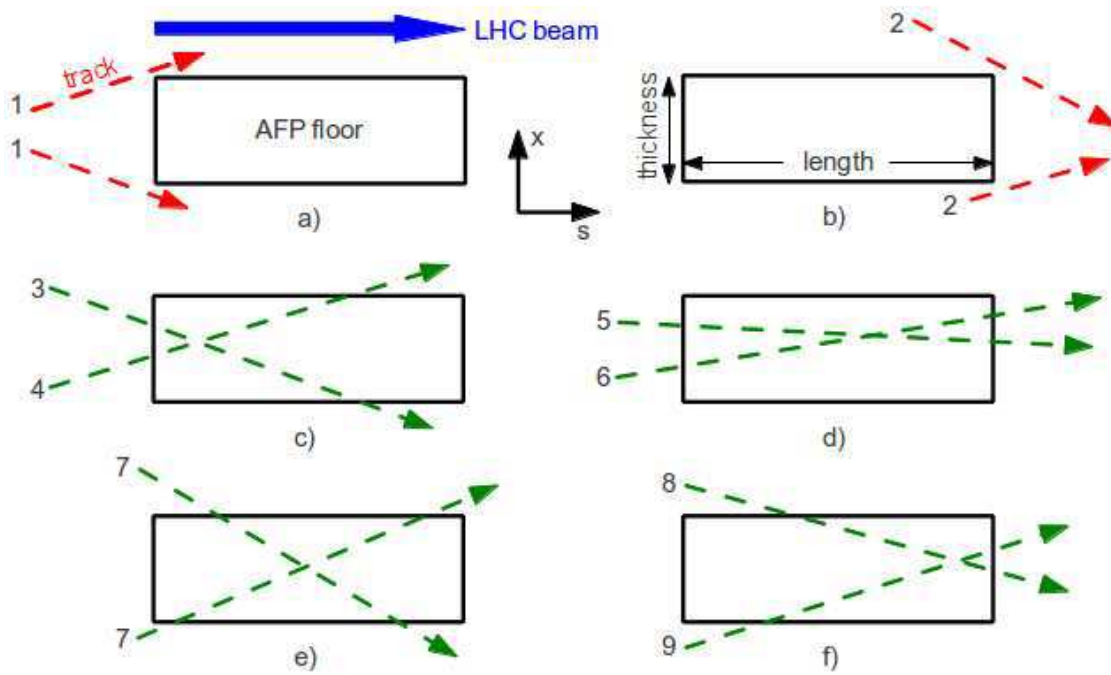 LHC beam
track
1
1
AFP floor
a)
x
s
2
thickness
length
2
b)
3
4
c)
5
6
d)
7
7
e)
8
9
f)